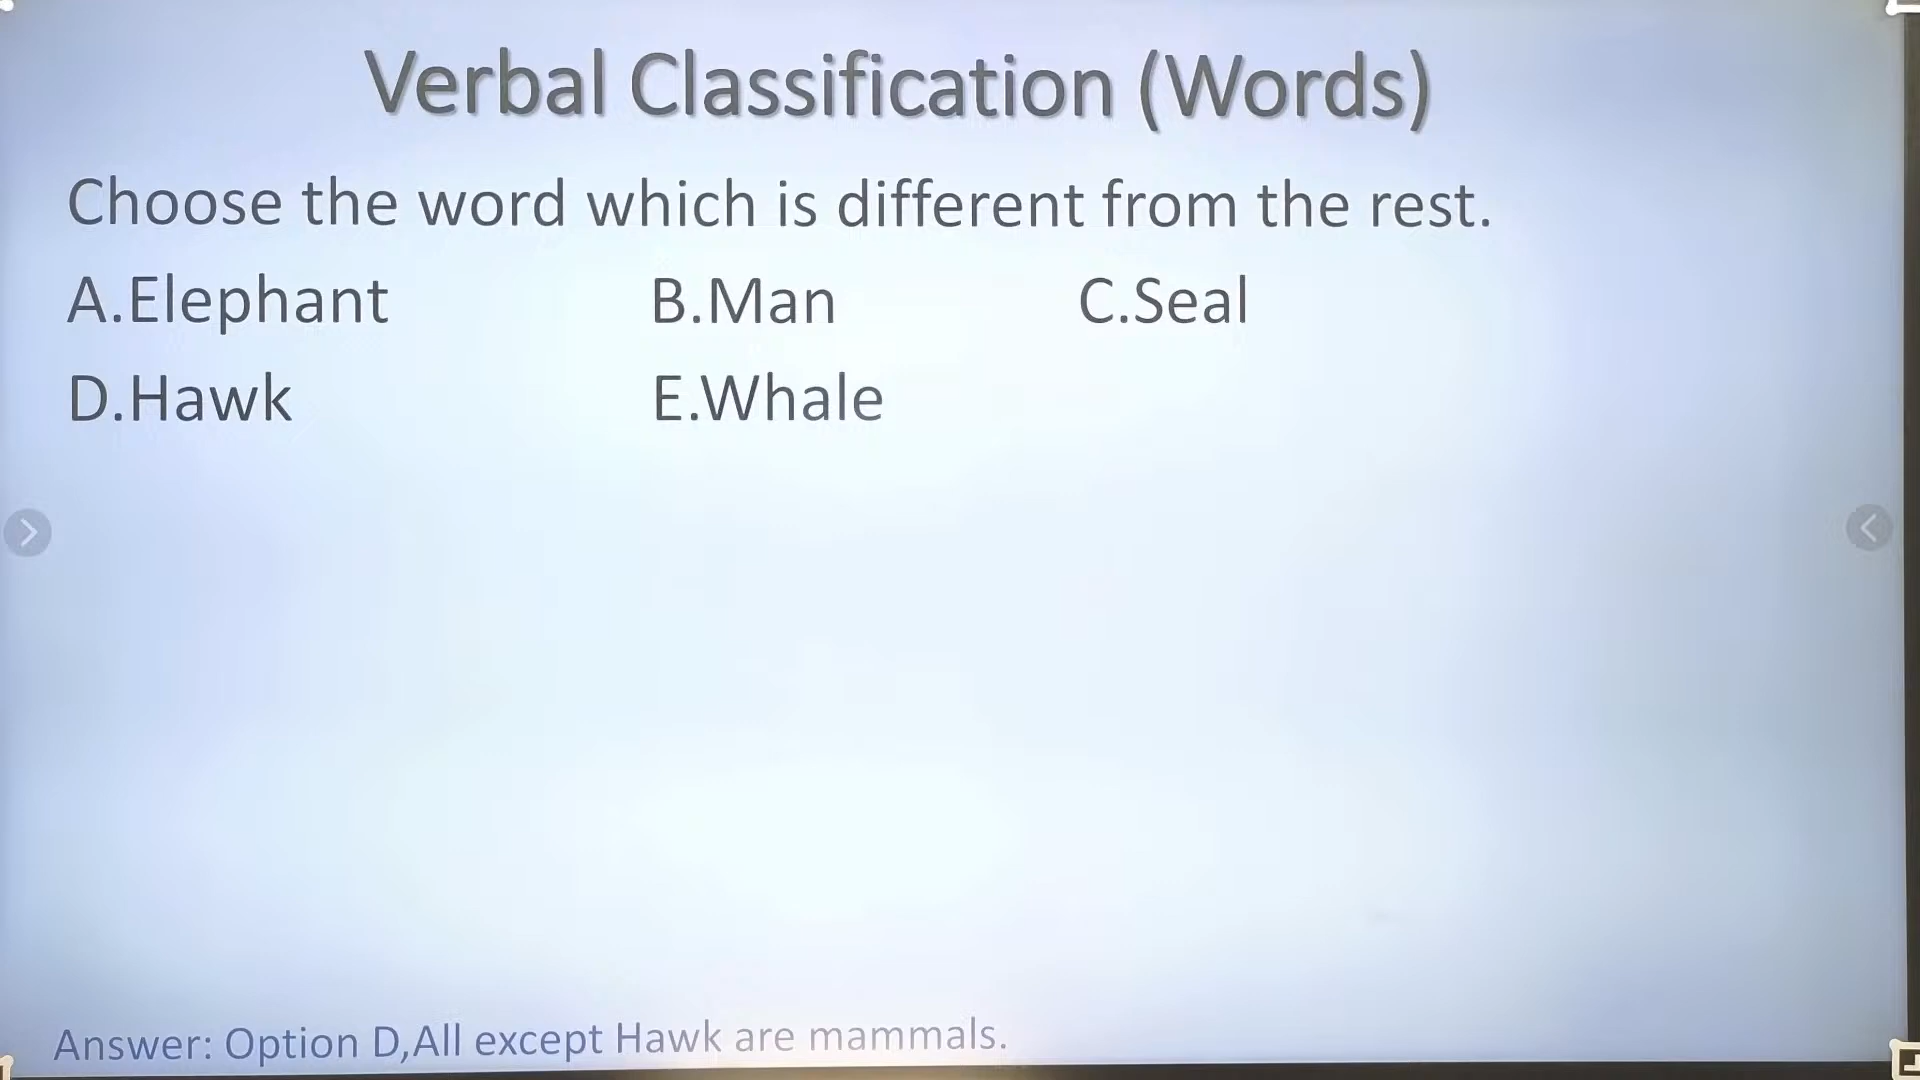 Verbal Classification (Words)
Choose the word which is different from the rest.
A.Elephant B.Man C.Seal
D.Hawk E.Whale
Answer: Option D,All except Hawk are mammals.